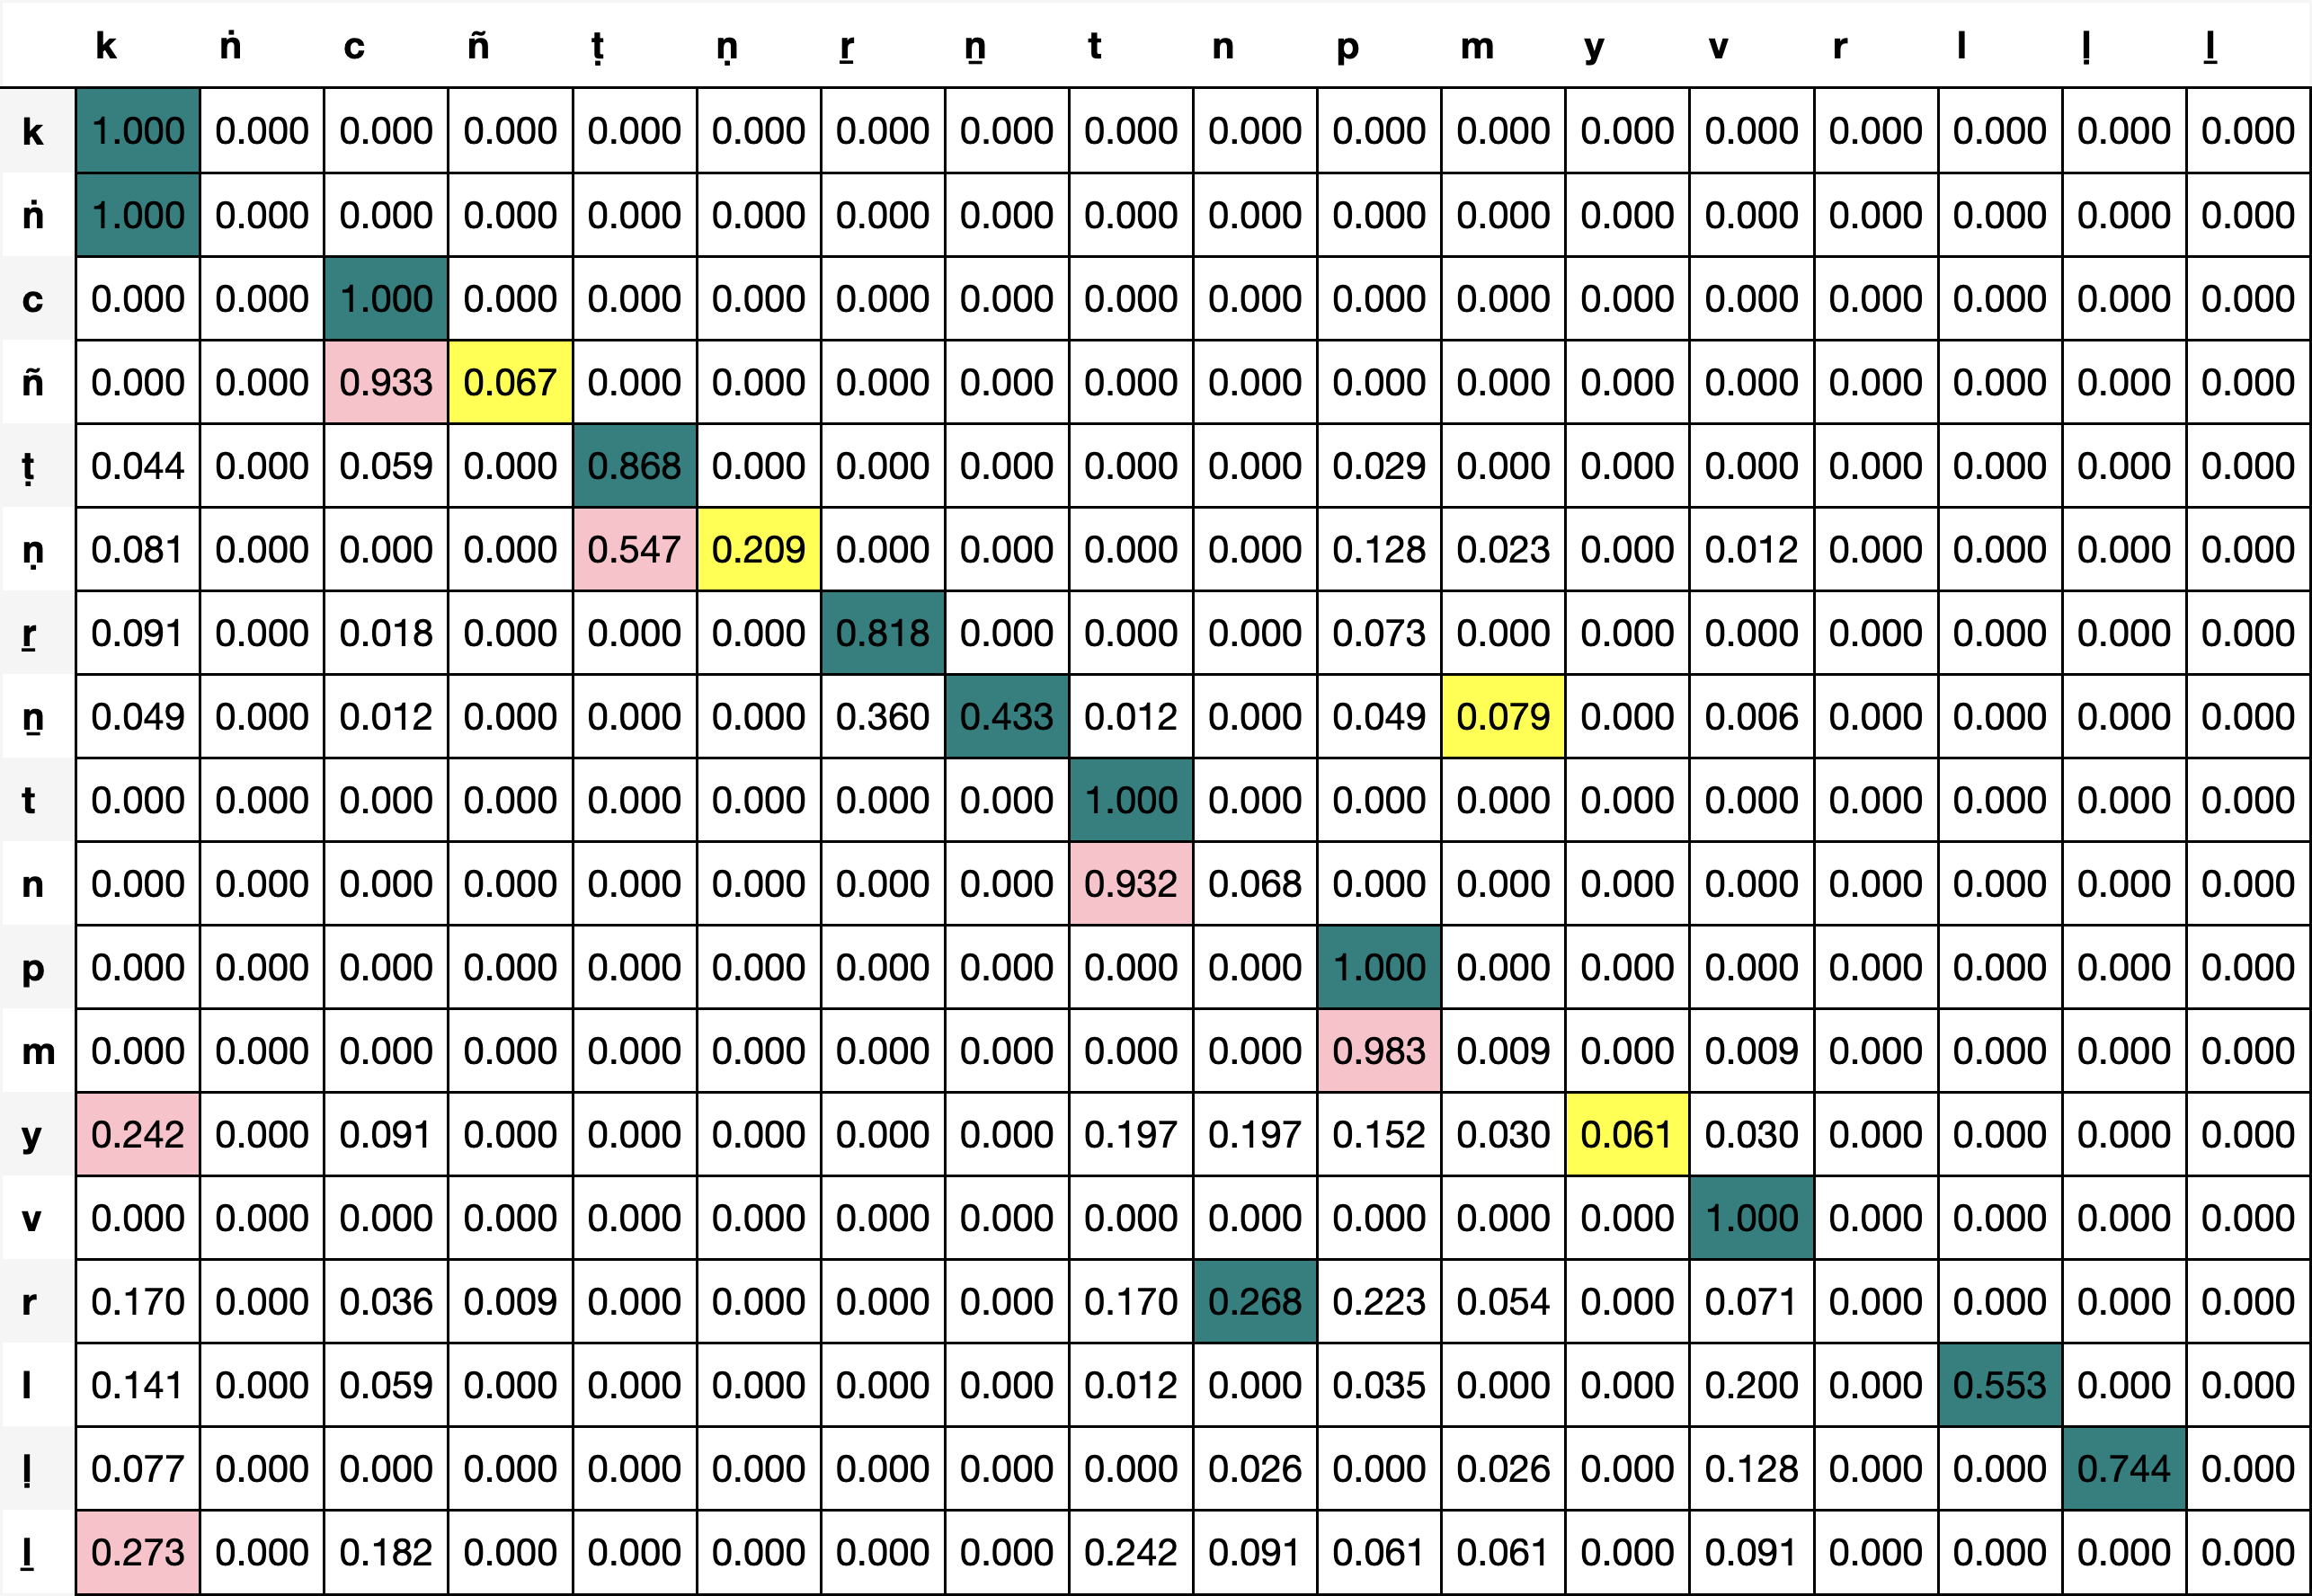 k ṅ c ñ ṭ ṇ ṟ ṉ t n p m y v r l ḷ ḻ
k 1.000 0.000 0.000 0.000 0.000 0.000 0.000 0.000 0.000 0.000 0.000 0.000 0.000 0.000 0.000 0.000 0.000 0.000
ṅ 1.000 0.000 0.000 0.000 0.000 0.000 0.000 0.000 0.000 0.000 0.000 0.000 0.000 0.000 0.000 0.000 0.000 0.000
c 0.000 0.000 1.000 0.000 0.000 0.000 0.000 0.000 0.000 0.000 0.000 0.000 0.000 0.000 0.000 0.000 0.000 0.000
ñ 0.000 0.000 0.933 0.067 0.000 0.000 0.000 0.000 0.000 0.000 0.000 0.000 0.000 0.000 0.000 0.000 0.000 0.000
ṭ 0.044 0.000 0.059 0.000 0.868 0.000 0.000 0.000 0.000 0.000 0.029 0.000 0.000 0.000 0.000 0.000 0.000 0.000
ṇ 0.081 0.000 0.000 0.000 0.547 0.209 0.000 0.000 0.000 0.000 0.128 0.023 0.000 0.012 0.000 0.000 0.000 0.000
ṟ 0.091 0.000 0.018 0.000 0.000 0.000 0.818 0.000 0.000 0.000 0.073 0.000 0.000 0.000 0.000 0.000 0.000 0.000
ṉ 0.049 0.000 0.012 0.000 0.000 0.000 0.360 0.433 0.012 0.000 0.049 0.079 0.000 0.006 0.000 0.000 0.000 0.000
t 0.000 0.000 0.000 0.000 0.000 0.000 0.000 0.000 1.000 0.000 0.000 0.000 0.000 0.000 0.000 0.000 0.000 0.000
n 0.000 0.000 0.000 0.000 0.000 0.000 0.000 0.000 0.932 0.068 0.000 0.000 0.000 0.000 0.000 0.000 0.000 0.000
p 0.000 0.000 0.000 0.000 0.000 0.000 0.000 0.000 0.000 0.000 1.000 0.000 0.000 0.000 0.000 0.000 0.000 0.000
m 0.000 0.000 0.000 0.000 0.000 0.000 0.000 0.000 0.000 0.000 0.983 0.009 0.000 0.009 0.000 0.000 0.000 0.000
y 0.242 0.000 0.091 0.000 0.000 0.000 0.000 0.000 0.197 0.197 0.152 0.030 0.061 0.030 0.000 0.000 0.000 0.000
v 0.000 0.000 0.000 0.000 0.000 0.000 0.000 0.000 0.000 0.000 0.000 0.000 0.000 1.000 0.000 0.000 0.000 0.000
r 0.170 0.000 0.036 0.009 0.000 0.000 0.000 0.000 0.170 0.268 0.223 0.054 0.000 0.071 0.000 0.000 0.000 0.000
l 0.141 0.000 0.059 0.000 0.000 0.000 0.000 0.000 0.012 0.000 0.035 0.000 0.000 0.200 0.000 0.553 0.000 0.000
ḷ 0.077 0.000 0.000 0.000 0.000 0.000 0.000 0.000 0.000 0.026 0.000 0.026 0.000 0.128 0.000 0.000 0.744 0.000
ḻ 0.273 0.000 0.182 0.000 0.000 0.000 0.000 0.000 0.242 0.091 0.061 0.061 0.000 0.091 0.000 0.000 0.000 0.000